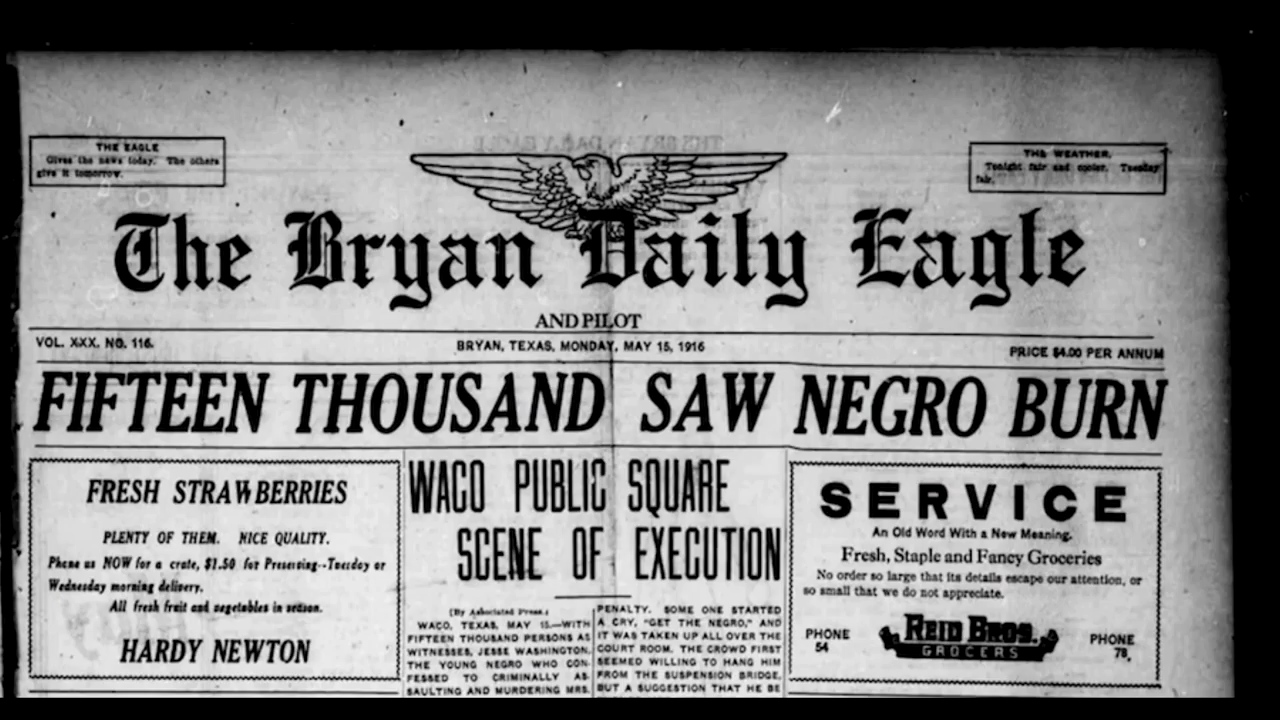 THE EAGLE
Gives the news today. The others
give it tomorrow.
THE WEATHER.
Tonight fair and cooler. Tuesday
fair.
The Bryan Daily Eagle
AND PILOT
VOL. XXX. NO. 116.
BRYAN, TEXAS, MONDAY, MAY 15, 1916
PRICE $4.00 PER ANNUM
FIFTEEN THOUSAND SAW NEGRO BURN
FRESH STRAWBERRIES
PLENTY OF THEM. NICE QUALITY.
Phone us NOW for a crate, $1.50 for Preserving--Tuesday or
Wednesday morning delivery.
All fresh fruit and vegetables in season.
HARDY NEWTON
WACO PUBLIC SQUARE
SCENE OF EXECUTION
(By Associated Press.)
WACO, TEXAS, MAY 15.—WITH
FIFTEEN THOUSAND PERSONS AS
WITNESSES, JESSE WASHINGTON,
THE YOUNG NEGRO WHO CON-
FESSED TO CRIMINALLY AS-
SAULTING AND MURDERING MRS.
PENALTY. SOME ONE STARTED
A CRY, "GET THE NEGRO," AND
IT WAS TAKEN UP ALL OVER THE
COURT ROOM. THE CROWD FIRST
SEEMED WILLING TO HANG HIM
FROM THE SUSPENSION BRIDGE,
BUT A SUGGESTION THAT HE BE
SERVICE
An Old Word With a New Meaning.
Fresh, Staple and Fancy Groceries
No order so large that its details escape our attention, or
so small that we do not appreciate.
PHONE
54
REID BROS.
GROCERS
PHONE
78.